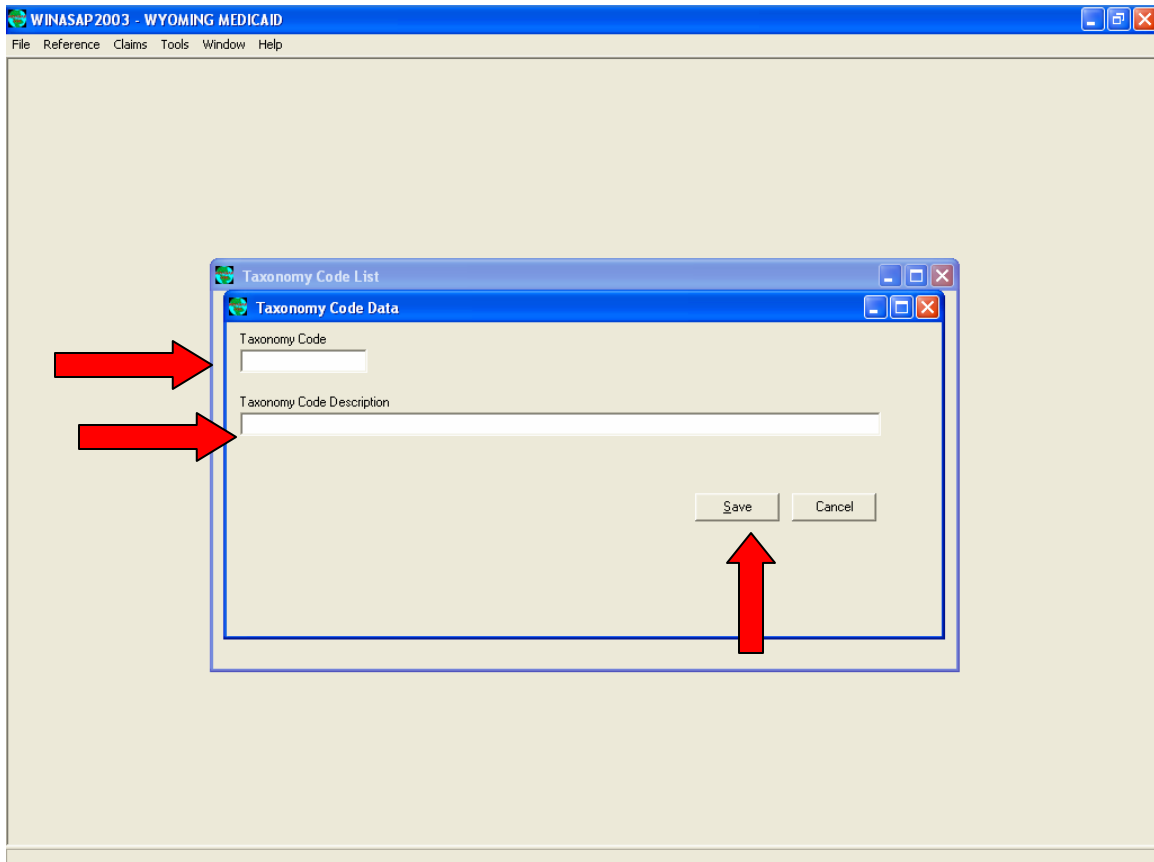 WINASAP2003 - WYOMING MEDICAID
File Reference Claims Tools Window Help
Taxonomy Code List
Taxonomy Code Data
Taxonomy Code
Taxonomy Code Description
Save Cancel